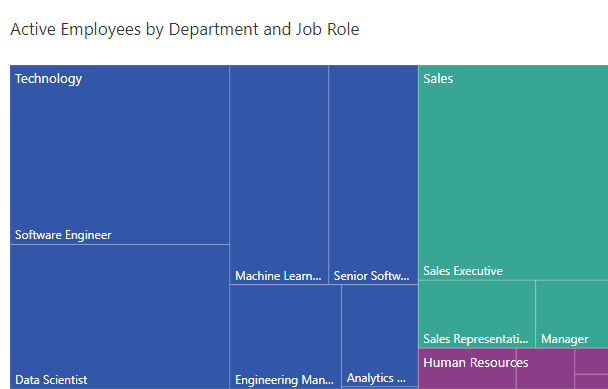 Active Employees by Department and Job Role
Technology
Sales
Software Engineer
Machine Learn...
Senior Softw...
Sales Executive
Sales Representati...
Manager
Human Resources
Data Scientist
Engineering Man...
Analytics ...